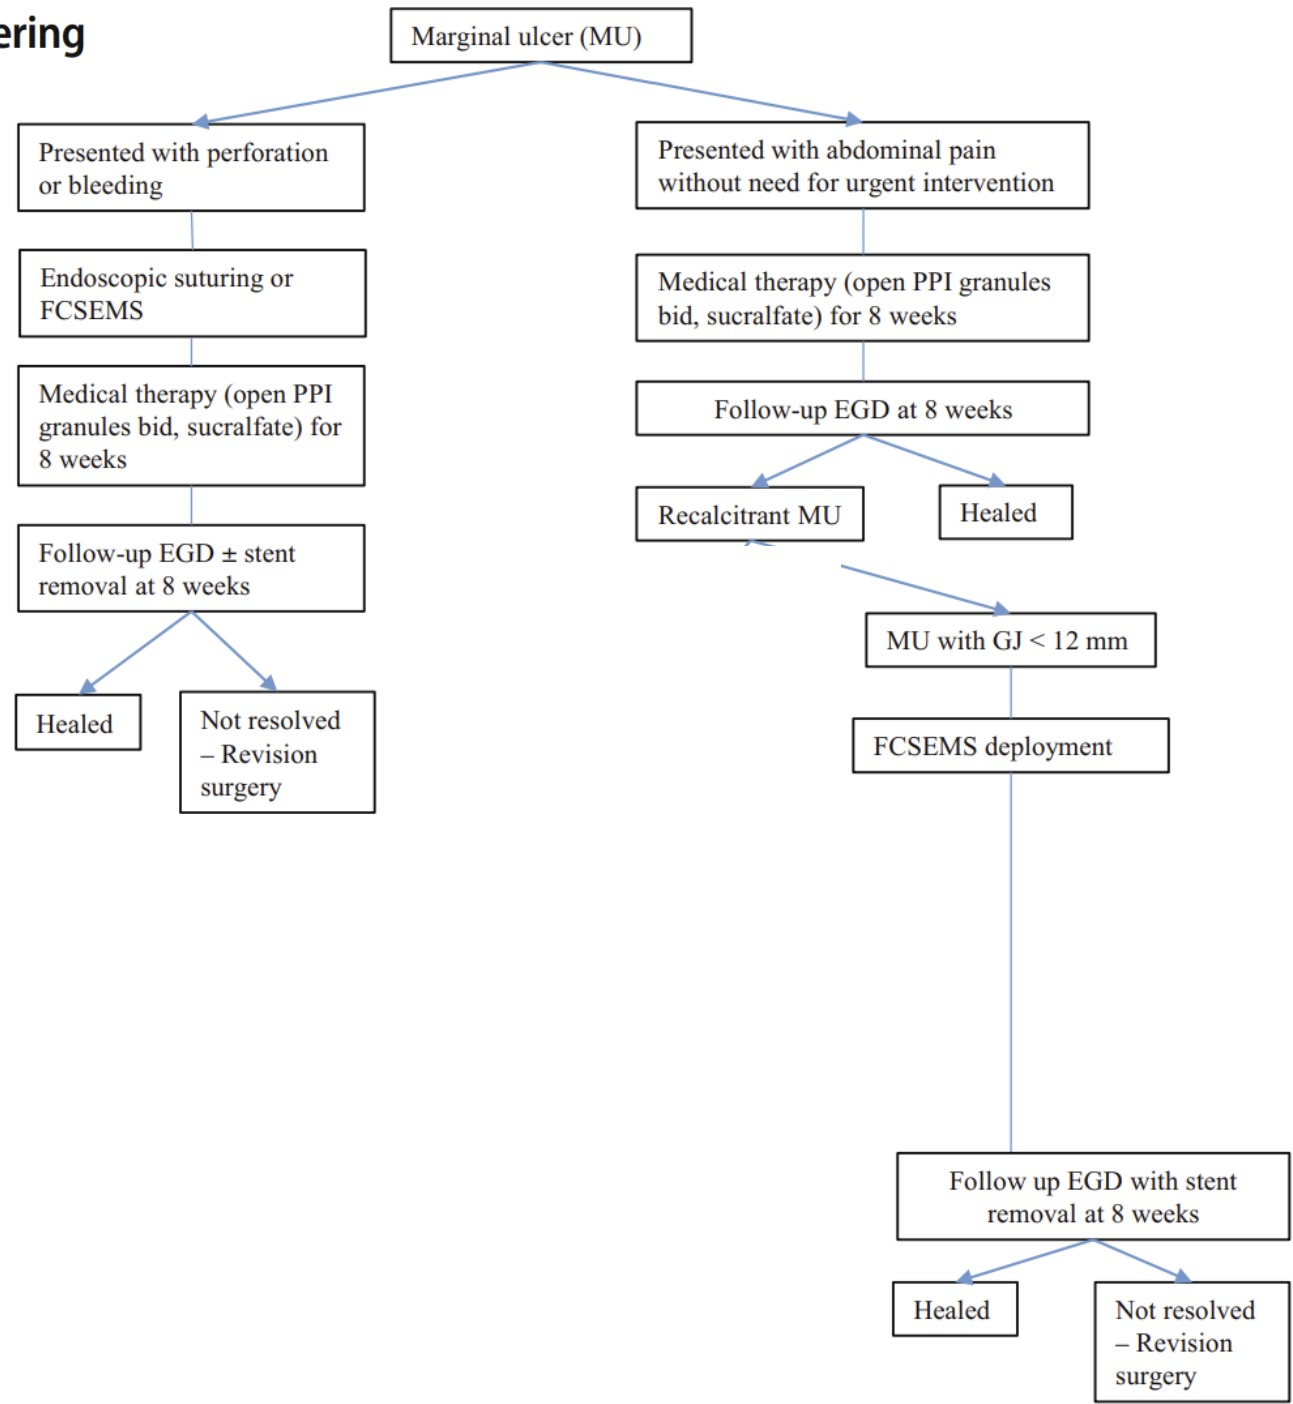 ering
Marginal ulcer (MU)
Presented with perforation
or bleeding
Endoscopic suturing or
FCSEMS
Medical therapy (open PPI
granules bid, sucralfate) for
8 weeks
Follow-up EGD ± stent
removal at 8 weeks
Healed
Not resolved
– Revision
surgery
Presented with abdominal pain
without need for urgent intervention
Medical therapy (open PPI granules
bid, sucralfate) for 8 weeks
Follow-up EGD at 8 weeks
Recalcitrant MU
Healed
MU with GJ < 12 mm
FCSEMS deployment
Follow up EGD with stent
removal at 8 weeks
Healed
Not resolved
– Revision
surgery